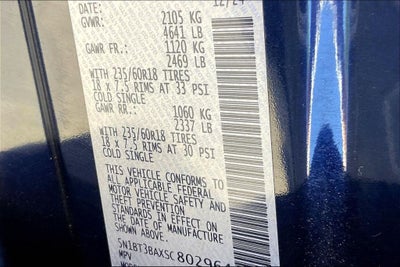 DATE:
GVWR: 2105 KG
4641 LB
GAWR FR.: 1120 KG
2469 LB
WITH 235/60R18 TIRES
18 x 7.5 RIMS AT 33 PSI
COLD SINGLE
GAWR RR.: 1060 KG
2337 LB
WITH 235/60R18 TIRES
18 x 7.5 RIMS AT 30 PSI
COLD SINGLE
THIS VEHICLE CONFORMS TO
ALL APPLICABLE FEDERAL
MOTOR VEHICLE SAFETY AND
THEFT PREVENTION
STANDARDS IN EFFECT ON
THE DATE OF MANUFACTURE
SHOWN ABOVE.
5N1BT3BAXSC80296
MPV